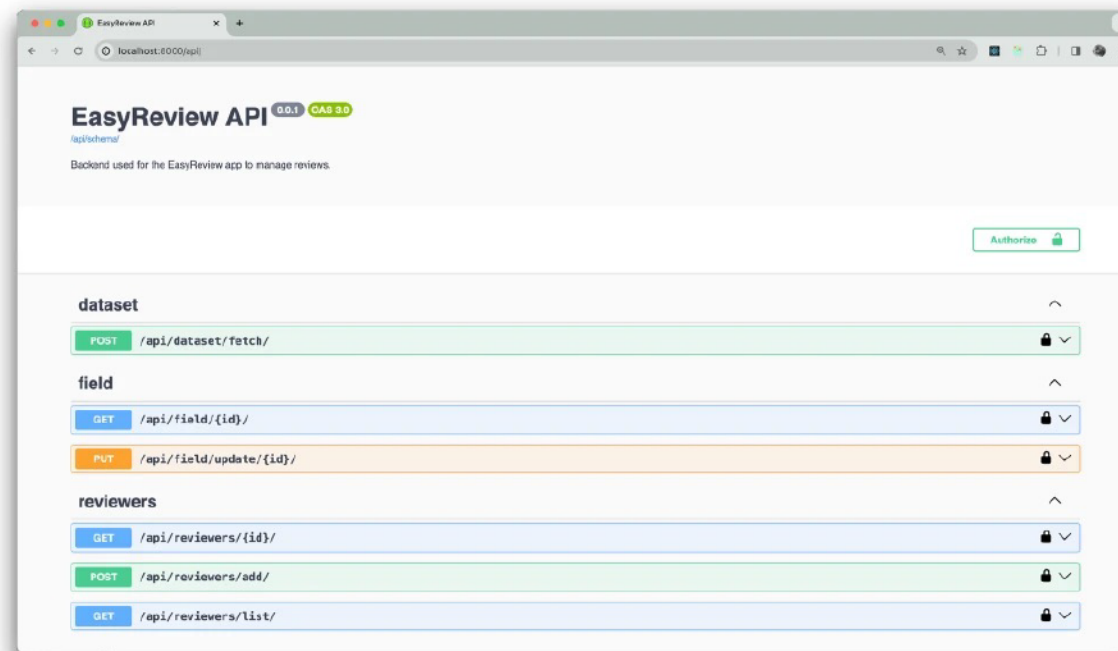 EasyReview API
localhost:8000/api/
EasyReview API 0.0.1 OAS 3.0
/api/schema/
Backend used for the EasyReview app to manage reviews.
Authorize
dataset
POST /api/dataset/fetch/
field
GET /api/field/{id}/
PUT /api/field/update/{id}/
reviewers
GET /api/reviewers/{id}/
POST /api/reviewers/add/
GET /api/reviewers/list/